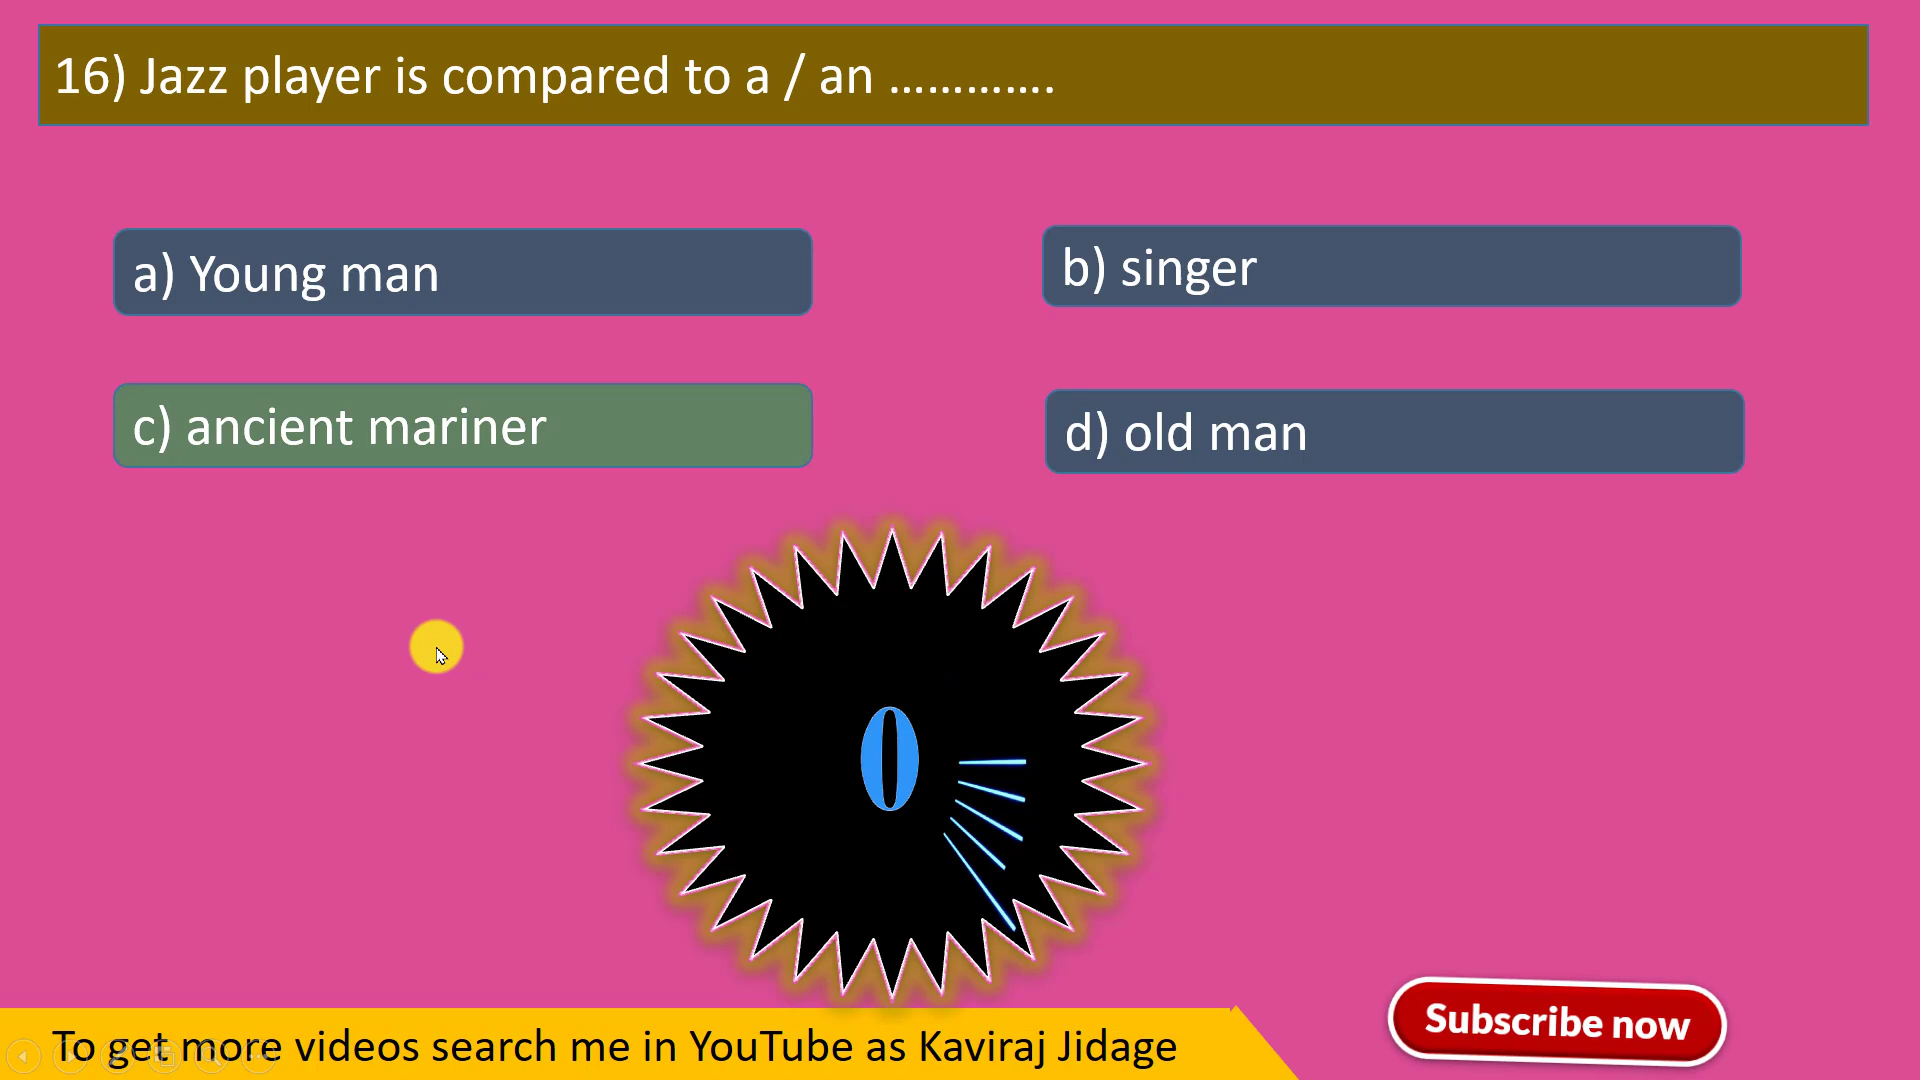 16) Jazz player is compared to a / an ………….
a) Young man
b) singer
c) ancient mariner
d) old man
0
To get more videos search me in YouTube as Kaviraj Jidage
Subscribe now